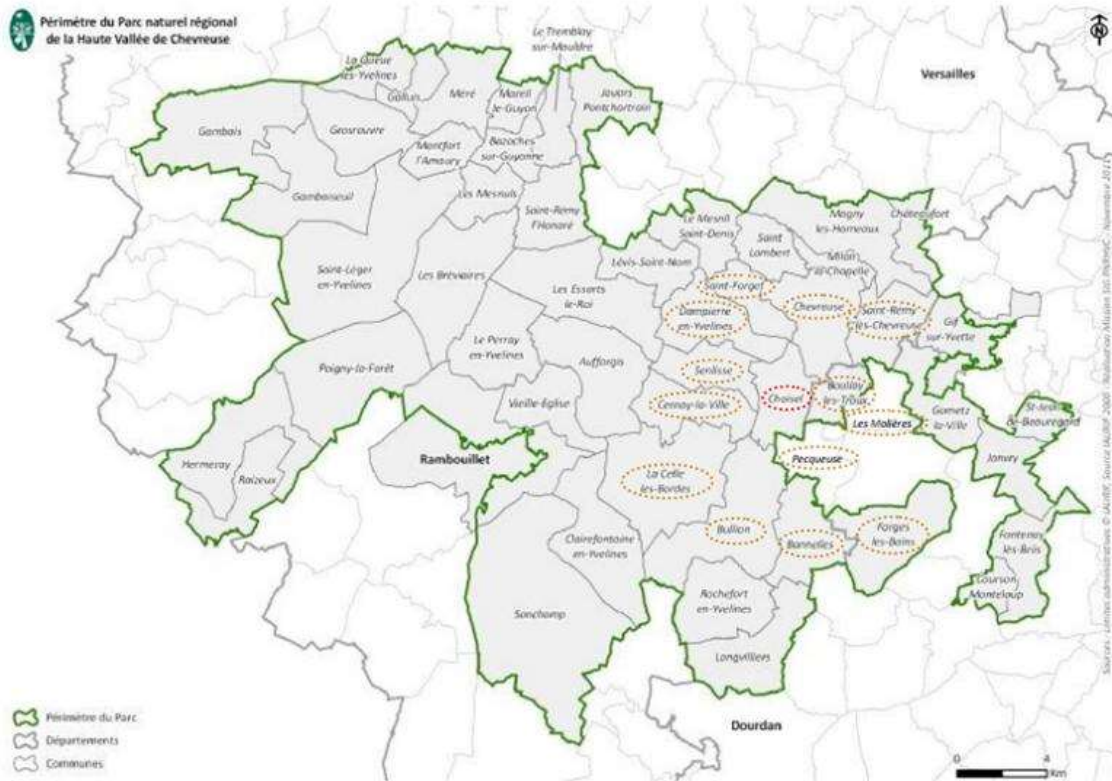 Périmètre du Parc naturel régional
de la Haute Vallée de Chevreuse
Le Tremblay
sur-Mauldre
N
Versailles
La Queue
les-Yvelines
Galluis
Méré
Mareil
le-Guyon
Jouars
Pontchartrain
Gambais
Grosrouvre
Montfort
l'Amaury
Bazoches
sur-Guyonne
Gambaiseuil
Les Mesnuls
Saint-Rémy
l'Honoré
Le Mesnil
Saint-Denis
Saint
Lambert
Magny
les-Hameaux
Châteaufort
Milon
la-Chapelle
Lévis-Saint-Nom
Saint-Léger
en-Yvelines
Les Bréviaires
Les Essarts
le-Roi
Saint-Forget
Chevreuse
Saint-Rémy
lès-Chevreuse
Dampierre
en-Yvelines
Gif
sur-Yvette
Le Perray
en-Yvelines
Auffargis
Poigny-la-Forêt
Senlisse
Choisel
Boullay
les-Troux
Vieille-Église
Cernay-la-Ville
Les Molières
Gometz
la-Ville
St-Jean
de-Beauregard
Hermeray
Raizeux
Rambouillet
Pecqueuse
Janvry
La Celle
les-Bordes
Clairefontaine
en-Yvelines
Bullion
Bonnelles
Forges
les-Bains
Fontenay
lès-Briis
Courson
Monteloup
Rochefort
en-Yvelines
Sonchamp
Longvilliers
Dourdan
Périmètre du Parc
Départements
Communes
0 4
Km